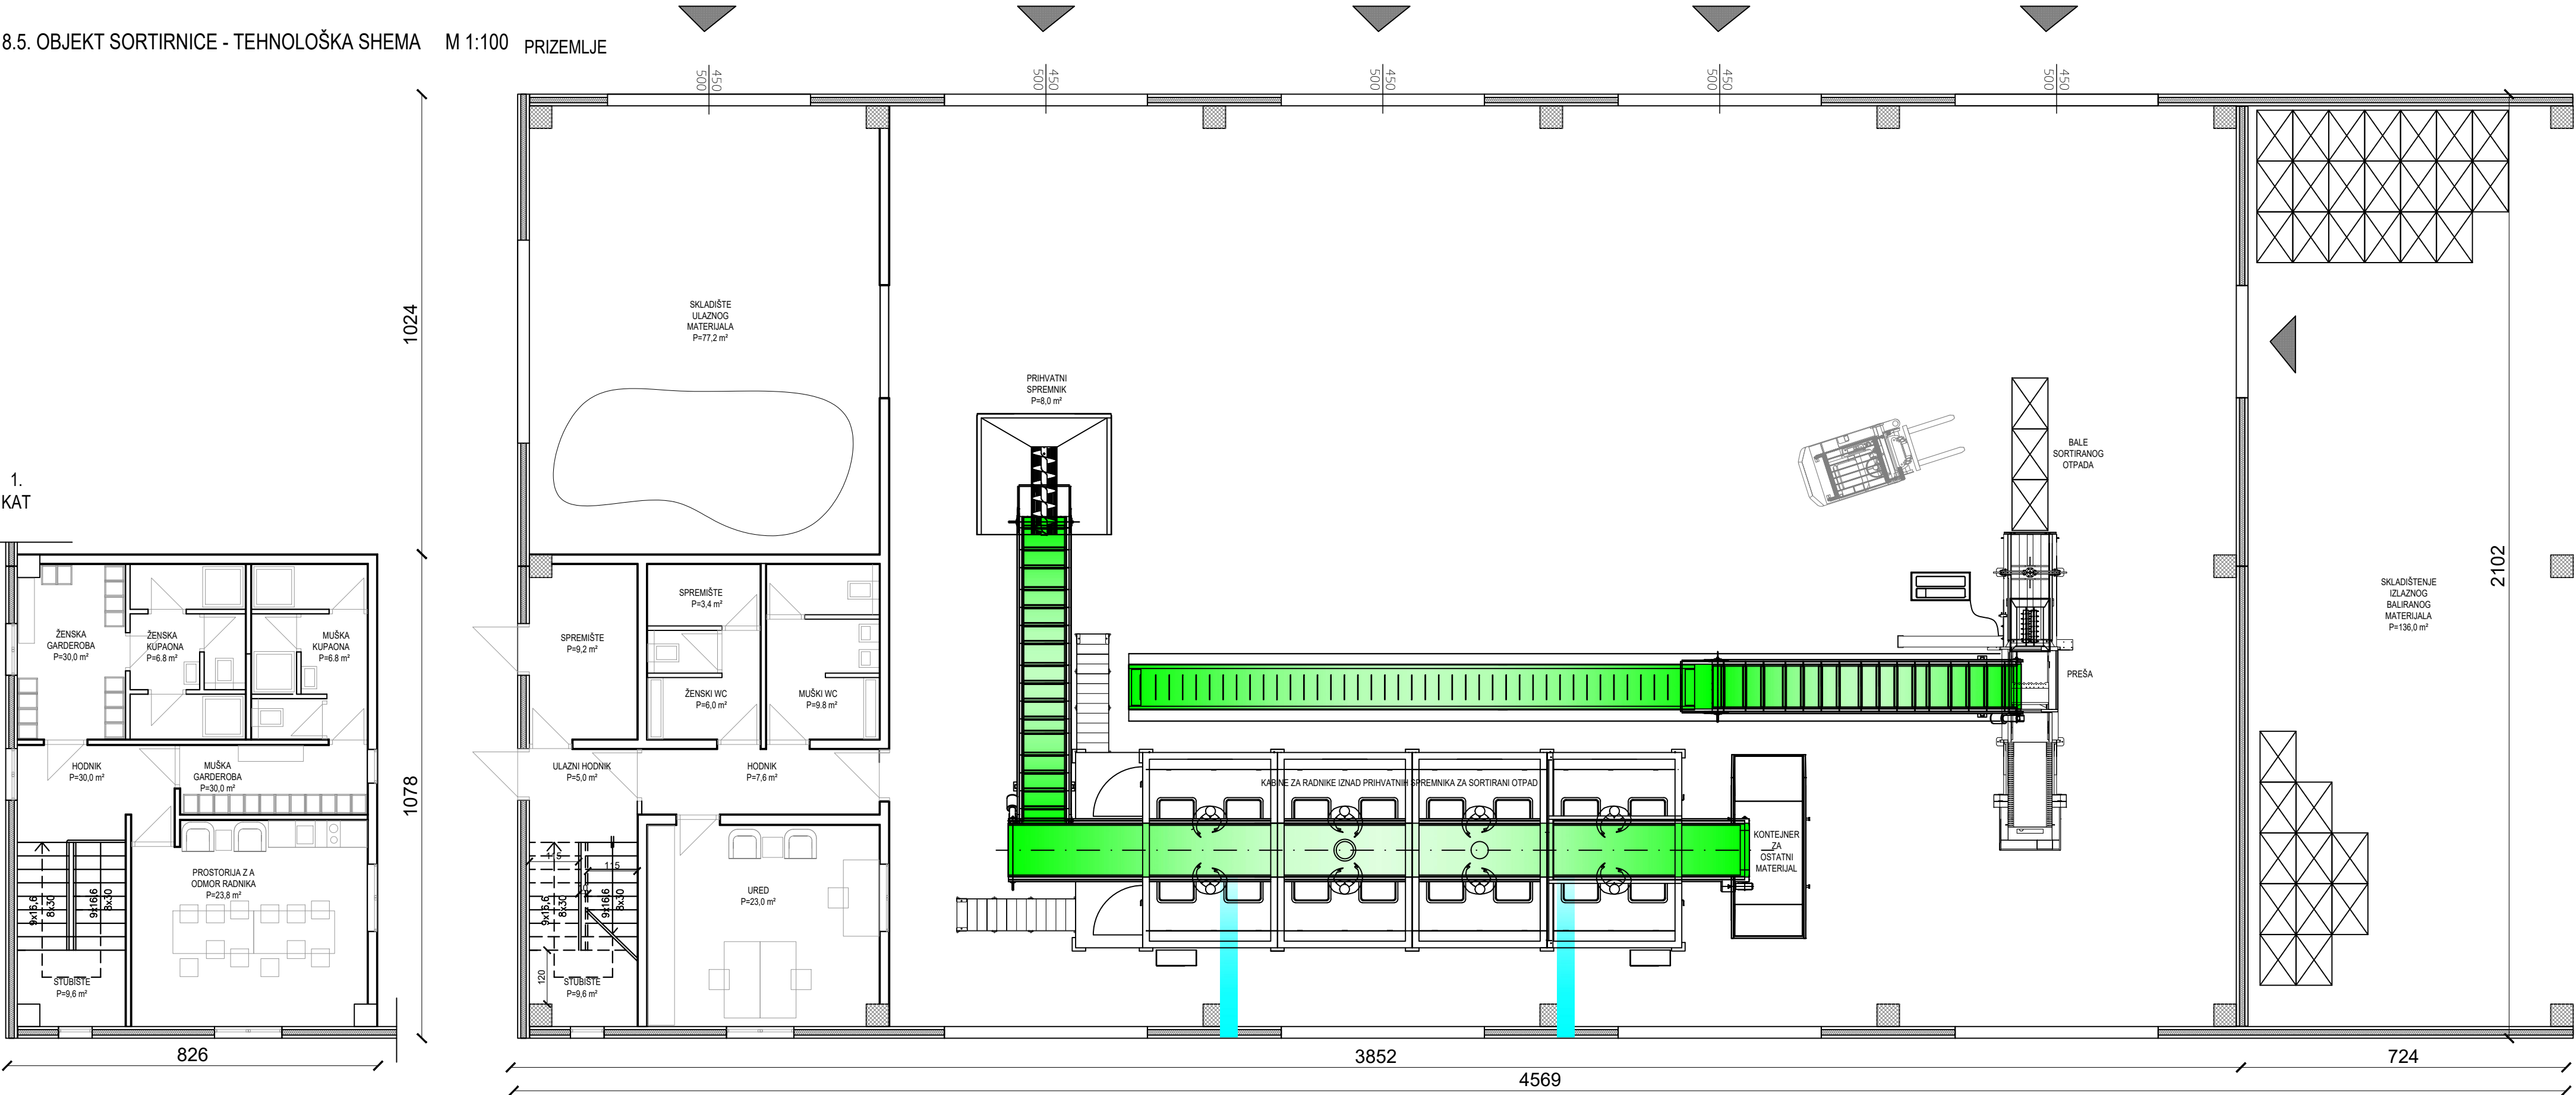 8.5. OBJEKT SORTIRNICE - TEHNOLOŠKA SHEMA M 1:100 PRIZEMLJE
450
500
450
500
450
500
450
500
450
500
1024
1078
2102
1.
KAT
SKLADIŠTE
ULAZNOG
MATERIJALA
P=77,2 m²
PRIHVATNI
SPREMNIK
P=8,0 m²
BALE
SORTIRANOG
OTPADA
SKLADIŠTENJE
IZLAZNOG
BALIRANOG
MATERIJALA
P=136,0 m²
PREŠA
ŽENSKA
GARDEROBA
P=30,0 m²
ŽENSKA
KUPAONA
P=6.8 m²
MUŠKA
KUPAONA
P=6.8 m²
HODNIK
P=30,0 m²
MUŠKA
GARDEROBA
P=30,0 m²
PROSTORIJA Z A
ODMOR RADNIKA
P=23,8 m²
9x16,6
8x30
9x16,6
8x30
STUBIŠTE
P=9,6 m²
SPREMIŠTE
P=9,2 m²
SPREMIŠTE
P=3,4 m²
ŽENSKI WC
P=6,0 m²
MUŠKI WC
P=9.8 m²
ULAZNI HODNIK
P=5,0 m²
HODNIK
P=7,6 m²
115
115
9x16,6
8x30
9x16,6
8x30
120
STUBIŠTE
P=9,6 m²
URED
P=23,0 m²
KABINE ZA RADNIKE IZNAD PRIHVATNIH SPREMNIKA ZA SORTIRANI OTPAD
KONTEJNER
ZA
OSTATNI
MATERIJAL
826
3852
724
4569